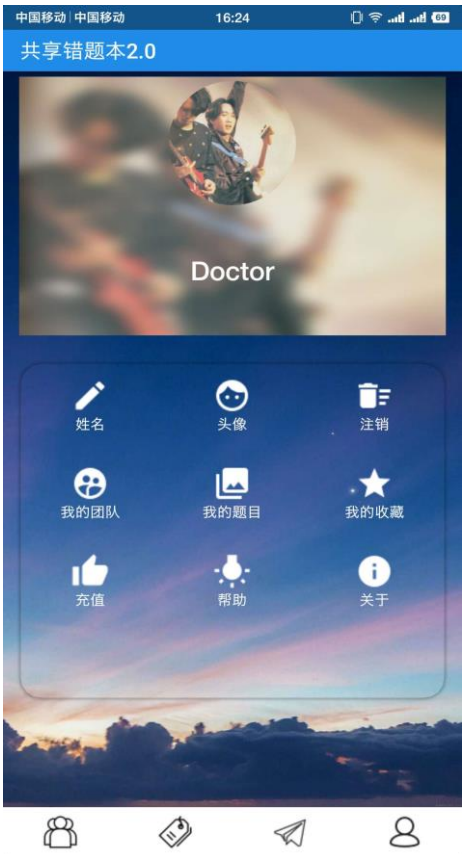 中国移动 | 中国移动 16:24 69
共享错题本2.0
Doctor
姓名 头像 注销
我的团队 我的题目 我的收藏
充值 帮助 关于